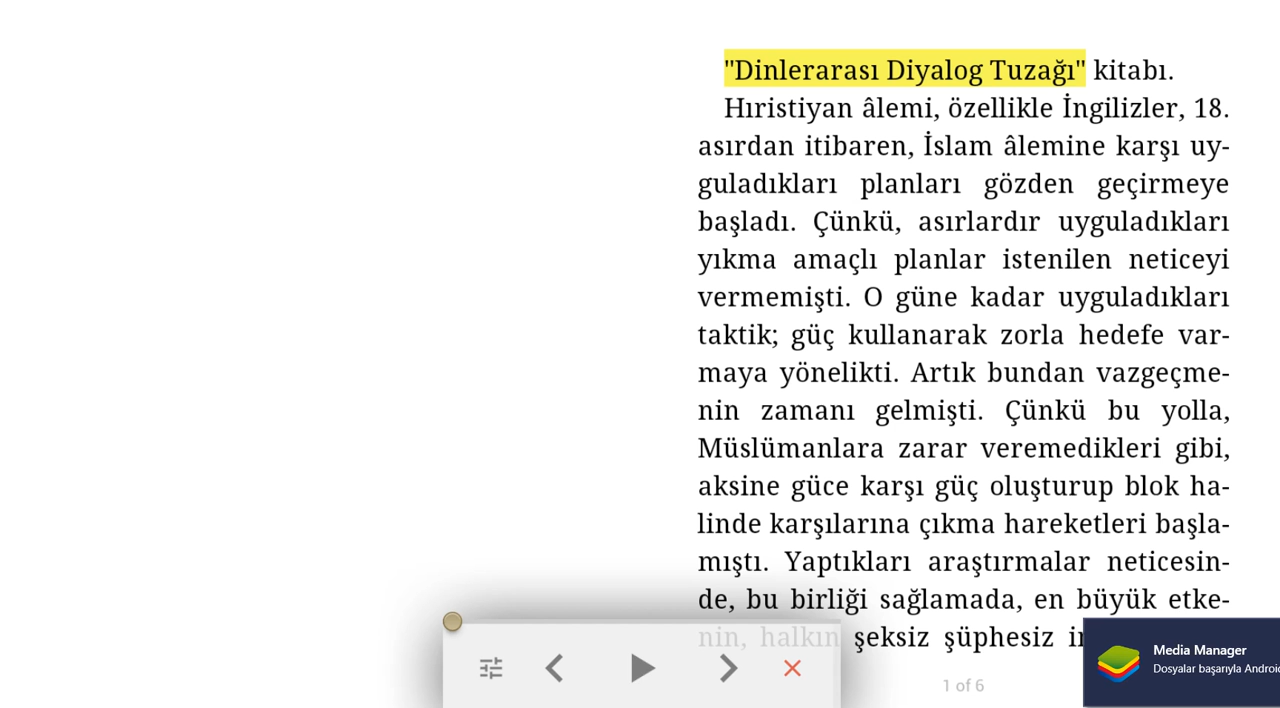 "Dinlerarası Diyalog Tuzağı" kitabı.
Hıristiyan âlemi, özellikle İngilizler, 18.
asırdan itibaren, İslam âlemine karşı uy-
guladıkları planları gözden geçirmeye
başladı. Çünkü, asırlardır uyguladıkları
yıkma amaçlı planlar istenilen neticeyi
vermemişti. O güne kadar uyguladıkları
taktik; güç kullanarak zorla hedefe var-
maya yönelikti. Artık bundan vazgeçme-
nin zamanı gelmişti. Çünkü bu yolla,
Müslümanlara zarar veremedikleri gibi,
aksine güce karşı güç oluşturup blok ha-
linde karşılarına çıkma hareketleri başla-
mıştı. Yaptıkları araştırmalar neticesin-
de, bu birliği sağlamada, en büyük etke-
nin, halkın şeksiz şüphesiz
1 of 6
Media Manager
Dosyalar başarıyla